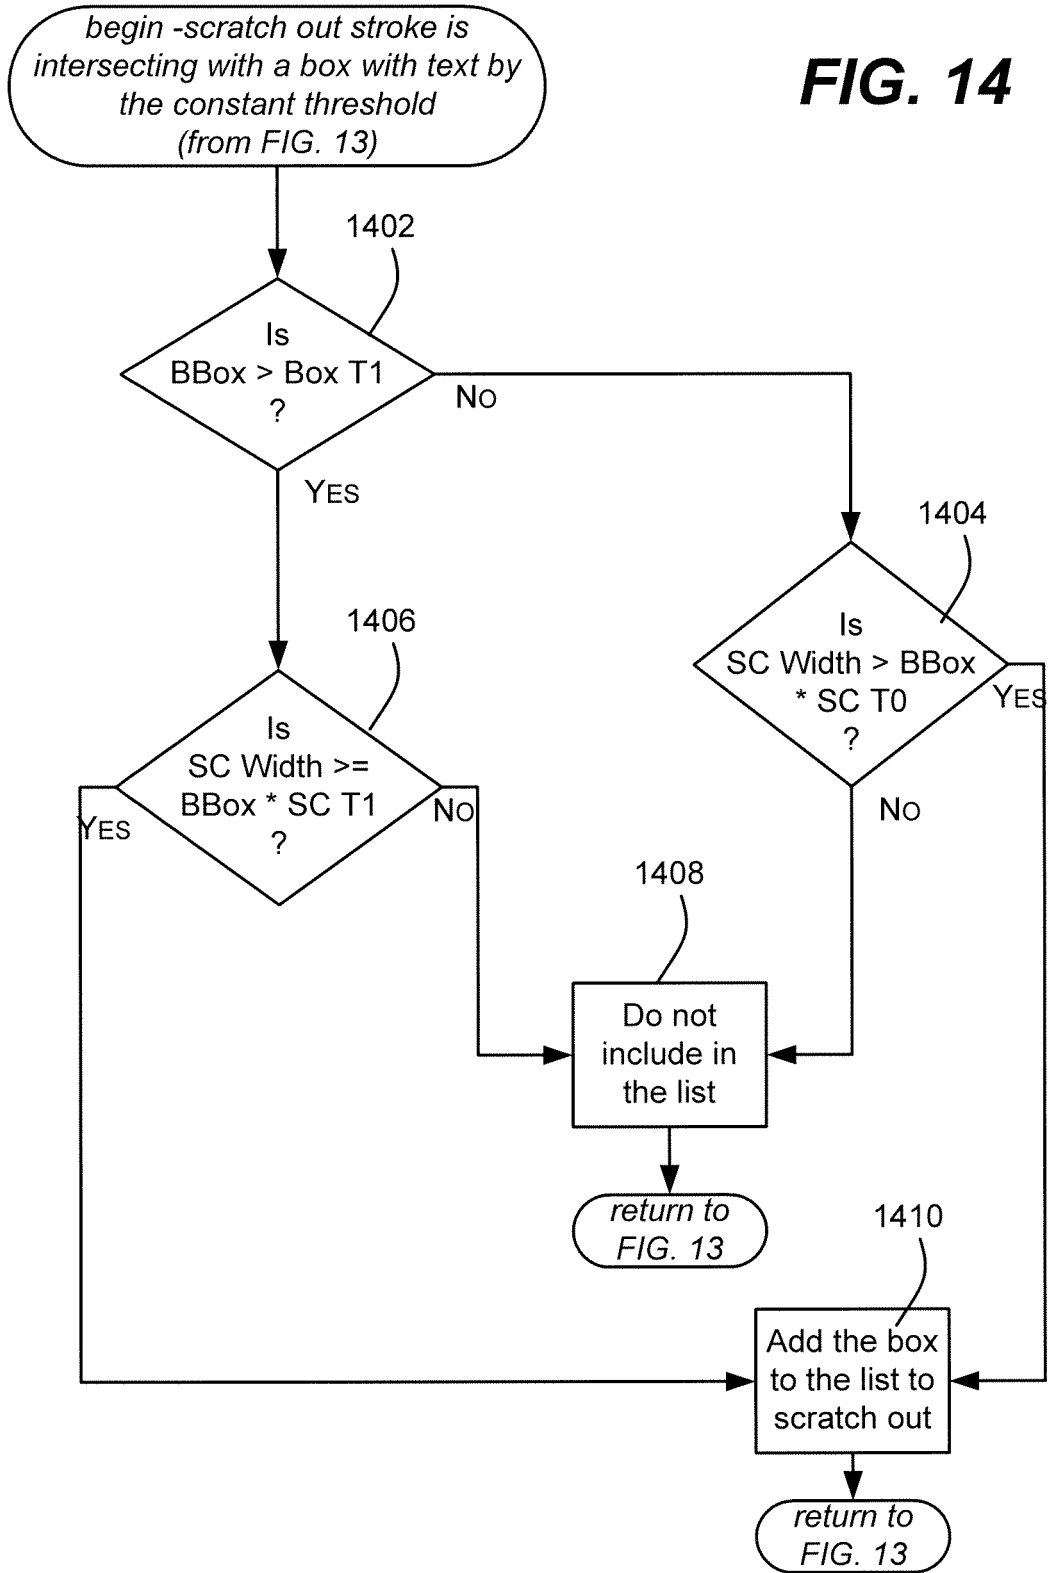 begin -scratch out stroke is
intersecting with a box with text by
the constant threshold
(from FIG. 13)
FIG. 14
1402
Is
BBox > Box T1
?
NO
YES
1404
Is
SC Width > BBox
* SC T0
?
YES
NO
1406
Is
SC Width >=
BBox * SC T1
?
YES
NO
1408
Do not
include in
the list
return to
FIG. 13
1410
Add the box
to the list to
scratch out
return to
FIG. 13